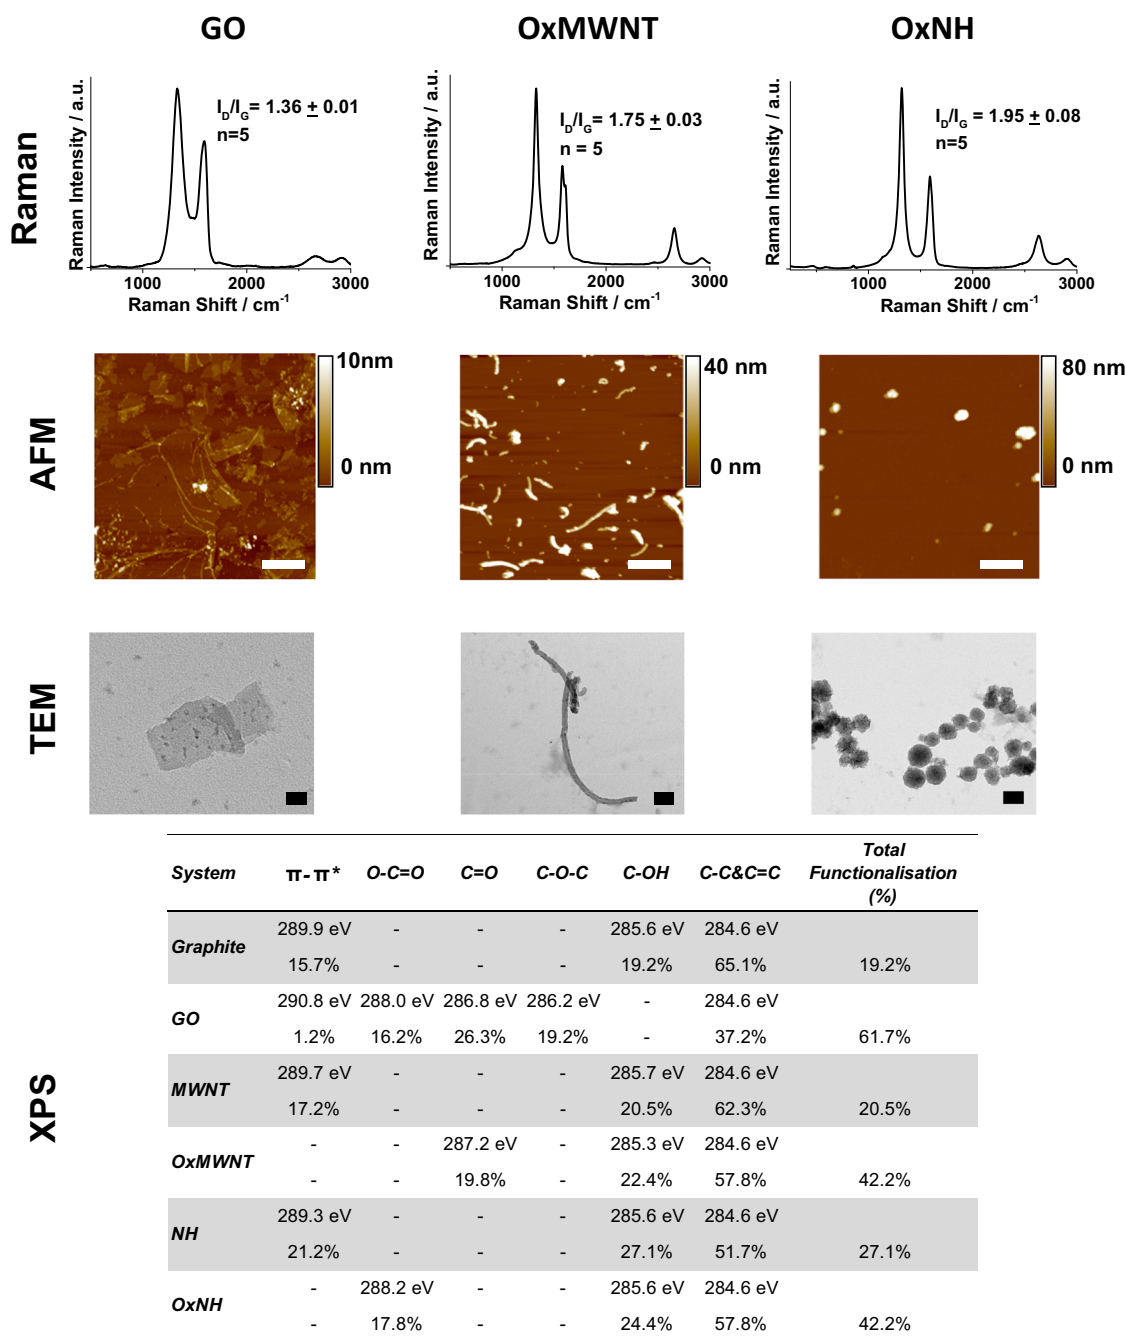 GO OxMWNT OxNH
Raman
Raman Intensity / a.u.
I_D/I_G= 1.36 ± 0.01
n=5
1000 2000 3000
Raman Shift / cm⁻¹
Raman Intensity / a.u.
I_D/I_G= 1.75 ± 0.03
n = 5
1000 2000 3000
Raman Shift / cm⁻¹
Raman Intensity / a.u.
I_D/I_G = 1.95 ± 0.08
n=5
1000 2000 3000
Raman Shift / cm⁻¹
AFM
10nm
0 nm
40 nm
0 nm
80 nm
0 nm
TEM
XPS
System π-π* O-C=O C=O C-O-C C-OH C-C&C=C Total
Functionalisation
(%)
Graphite
289.9 eV - - - 285.6 eV 284.6 eV
15.7% - - - 19.2% 65.1% 19.2%
GO
290.8 eV 288.0 eV 286.8 eV 286.2 eV - 284.6 eV
1.2% 16.2% 26.3% 19.2% - 37.2% 61.7%
MWNT
289.7 eV - - - 285.7 eV 284.6 eV
17.2% - - - 20.5% 62.3% 20.5%
OxMWNT
- - 287.2 eV - 285.3 eV 284.6 eV
- - 19.8% - 22.4% 57.8% 42.2%
NH
289.3 eV - - - 285.6 eV 284.6 eV
21.2% - - - 27.1% 51.7% 27.1%
OxNH
- 288.2 eV - - 285.6 eV 284.6 eV
- 17.8% - - 24.4% 57.8% 42.2%